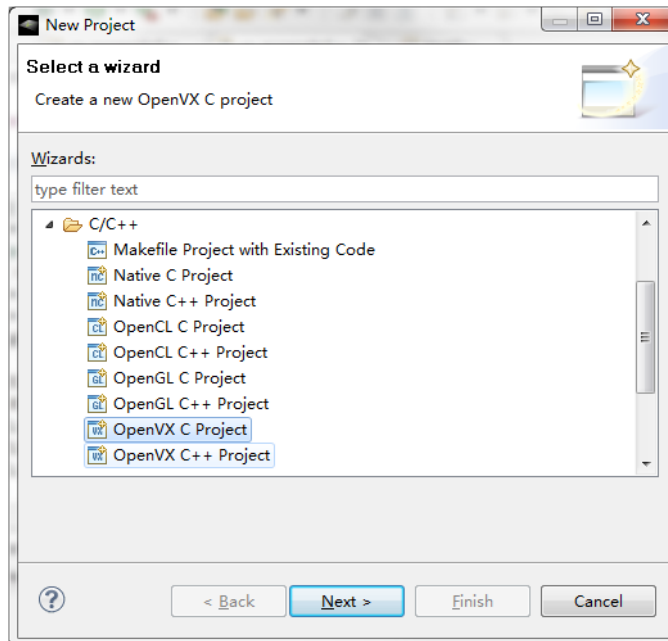 New Project
Select a wizard
Create a new OpenVX C project
Wizards:
type filter text
C/C++
Makefile Project with Existing Code
Native C Project
Native C++ Project
OpenCL C Project
OpenCL C++ Project
OpenGL C Project
OpenGL C++ Project
OpenVX C Project
OpenVX C++ Project
< Back Next > Finish Cancel